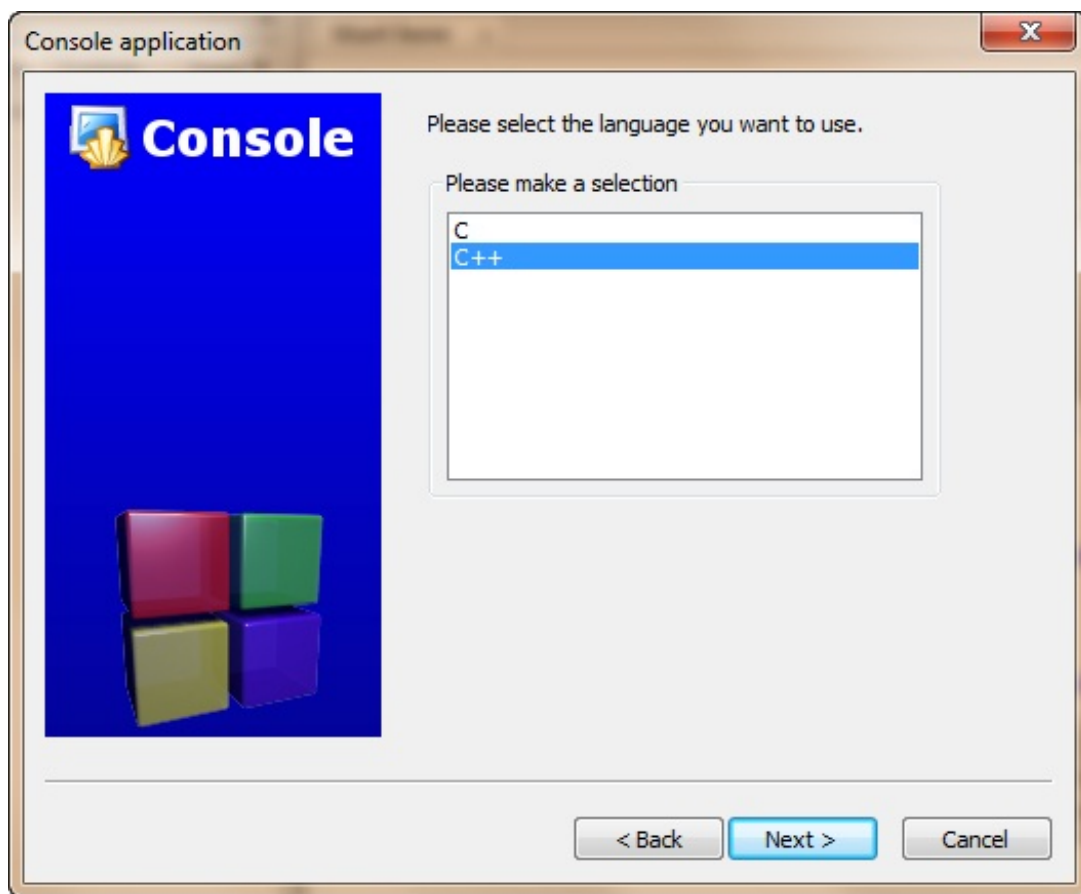 Console application
Console
Please select the language you want to use.
Please make a selection
C
C++
< Back
Next >
Cancel